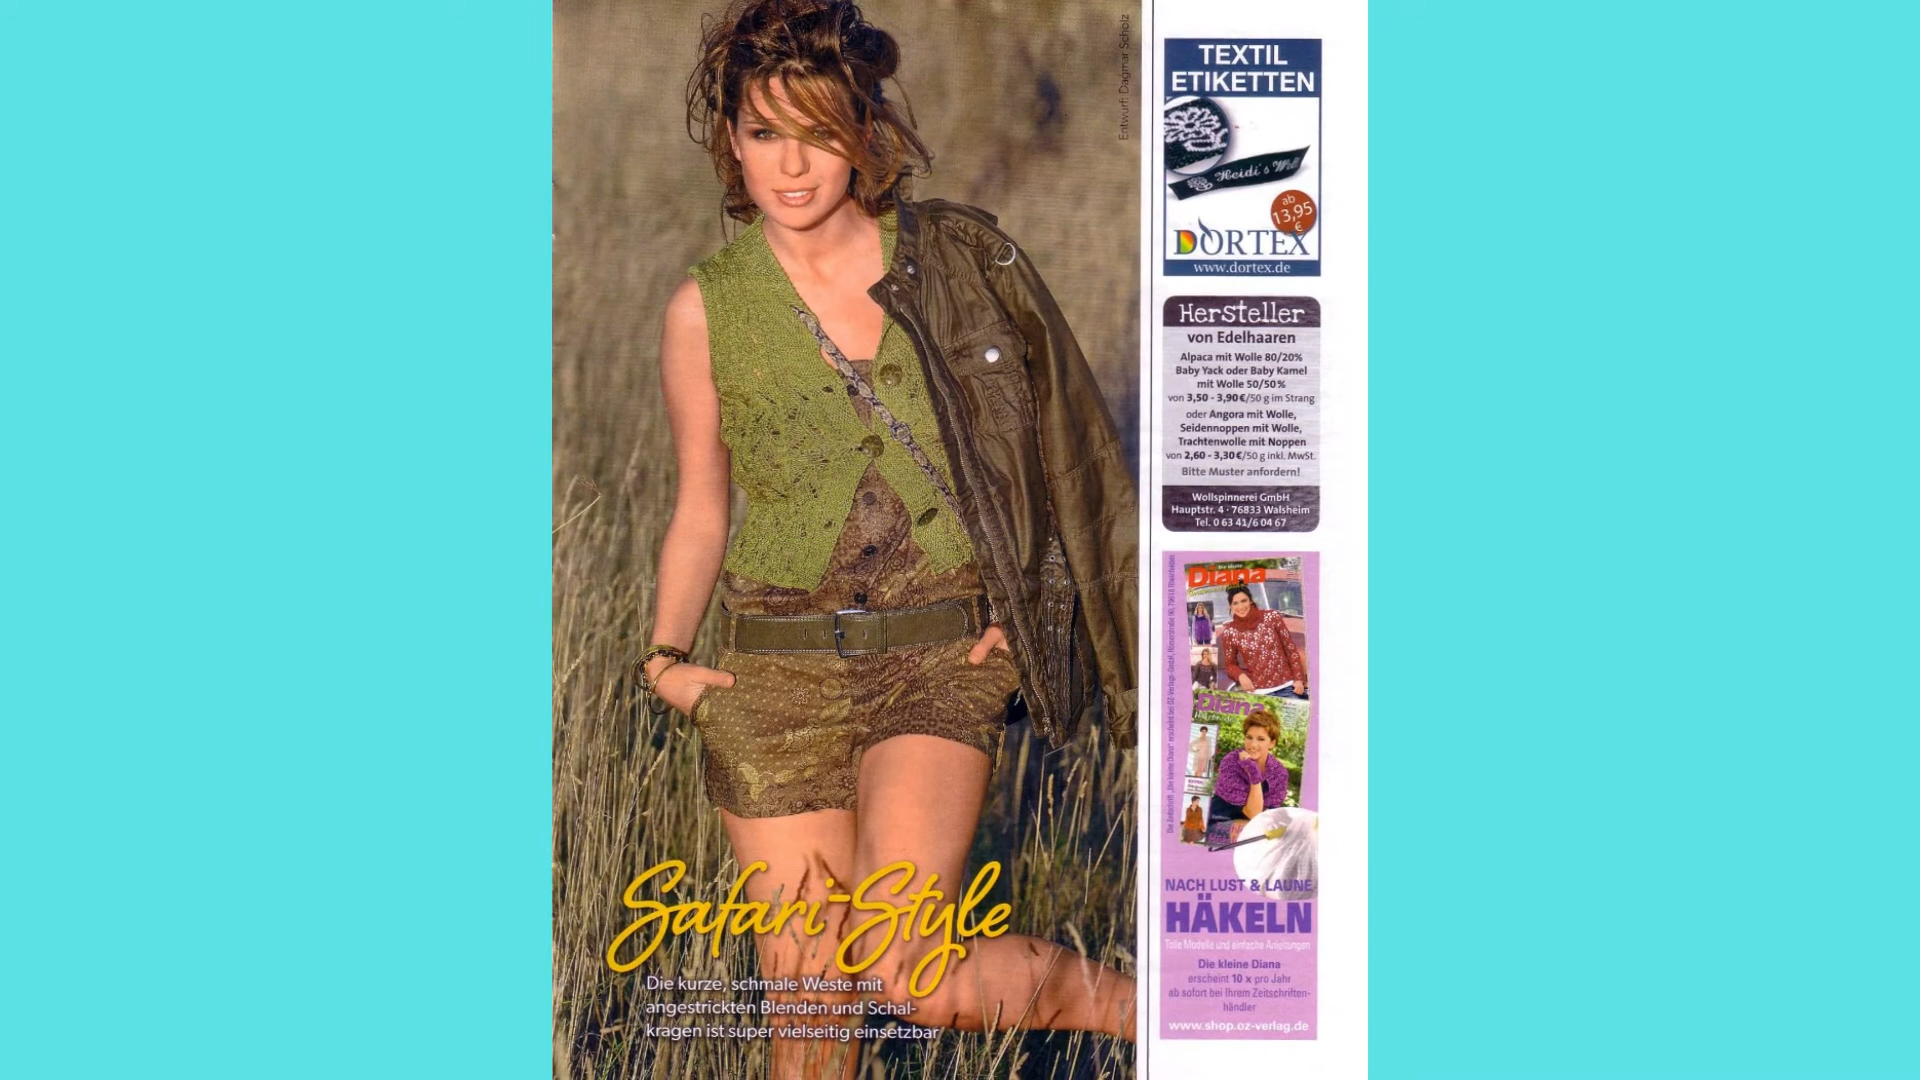 Entwurf: Dagmar Scholz
Safari-Style
Die kurze, schmale Weste mit
angestrickten Blenden und Schal-
kragen ist super vielseitig einsetzbar
TEXTIL
ETIKETTEN
Heidi's
ab
13,95
€
DORTEX
www.dortex.de
Hersteller
von Edelhaaren
Alpaca mit Wolle 80/20%
Baby Yack oder Baby Kamel
mit Wolle 50/50%
von 3,50 - 3,90€/50 g im Strang
oder Angora mit Wolle,
Seidennoppen mit Wolle,
Trachtenwolle mit Noppen
von 2,60 - 3,30€/50 g inkl. MwSt.
Bitte Muster anfordern!
Wollspinnerei GmbH
Hauptstr. 4 · 76833 Walsheim
Tel. 0 63 41/6 04 67
Die kleine
Diana
Diana
NACH LUST & LAUNE
HÄKELN
Tolle Modelle und einfache Anleitungen
Die kleine Diana
erscheint 10 x pro Jahr
ab sofort bei Ihrem Zeitschriften-
händler
www.shop.oz-verlag.de